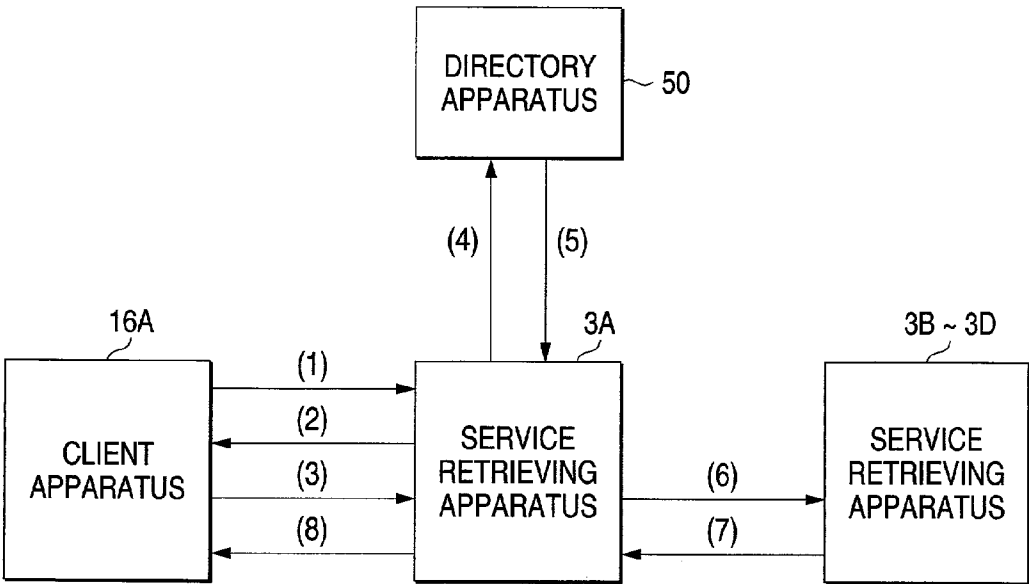 DIRECTORY
APPARATUS
50
(4)
(5)
16A
3A
3B ~ 3D
(1)
(2)
(3)
(8)
CLIENT
APPARATUS
SERVICE
RETRIEVING
APPARATUS
(6)
(7)
SERVICE
RETRIEVING
APPARATUS